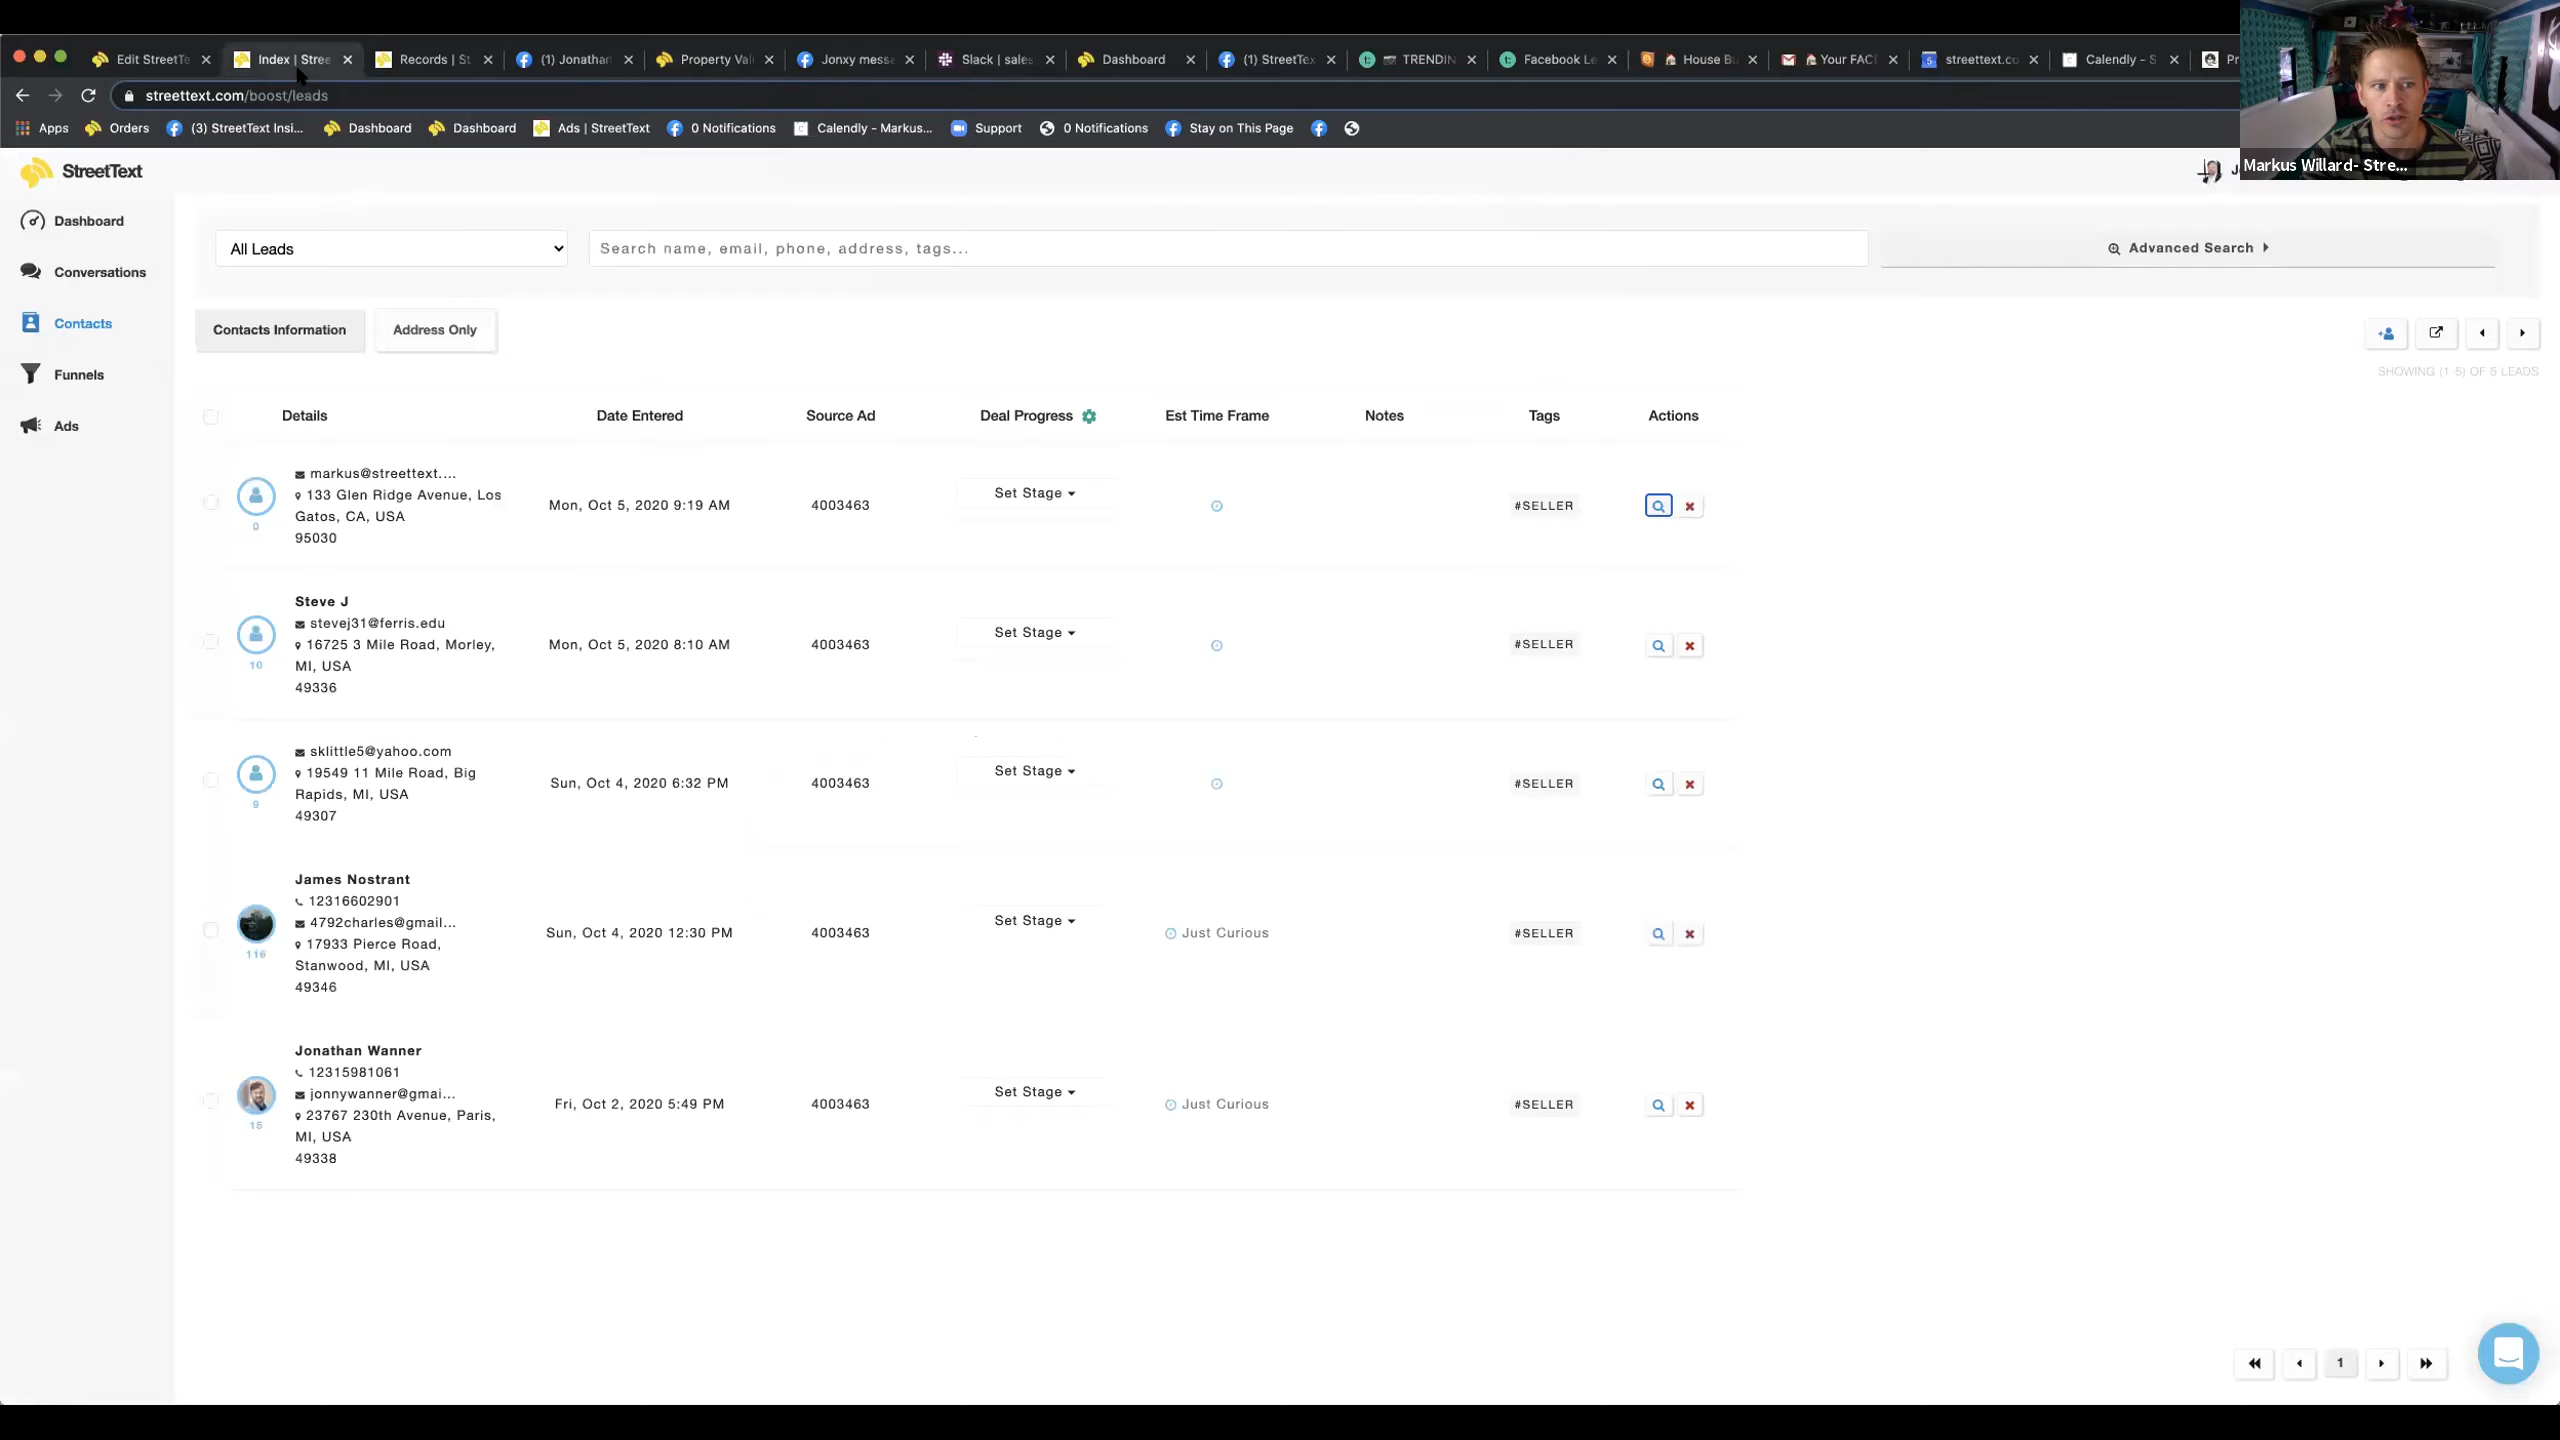 Edit StreetTe
Index | Stree
Records | St
(1) Jonathan
Property Val
Jonxy mess
Slack | sales
Dashboard
(1) StreetTex
TRENDIN
Facebook Le
House Bu
Your FAC
streettext.co
Calendly - S
Pr
streettext.com/boost/leads
Apps
Orders
(3) StreetText Insi...
Dashboard
Dashboard
Ads | StreetText
0 Notifications
Calendly - Markus...
Support
0 Notifications
Stay on This Page
Markus Willard- Stre...
StreetText
Dashboard
Conversations
Contacts
Funnels
Ads
All Leads
Search name, email, phone, address, tags...
Advanced Search
Contacts Information
Address Only
SHOWING (1-5) OF 5 LEADS
Details Date Entered Source Ad Deal Progress Est Time Frame Notes Tags Actions
markus@streettext....
133 Glen Ridge Avenue, Los
Gatos, CA, USA
95030
0
Mon, Oct 5, 2020 9:19 AM
4003463
Set Stage
#SELLER
Steve J
stevej31@ferris.edu
16725 3 Mile Road, Morley,
MI, USA
49336
10
Mon, Oct 5, 2020 8:10 AM
4003463
Set Stage
#SELLER
sklittle5@yahoo.com
19549 11 Mile Road, Big
Rapids, MI, USA
49307
9
Sun, Oct 4, 2020 6:32 PM
4003463
Set Stage
#SELLER
James Nostrant
12316602901
4792charles@gmail...
17933 Pierce Road,
Stanwood, MI, USA
49346
116
Sun, Oct 4, 2020 12:30 PM
4003463
Set Stage
Just Curious
#SELLER
Jonathan Wanner
12315981061
jonnywanner@gmai...
23767 230th Avenue, Paris,
MI, USA
49338
15
Fri, Oct 2, 2020 5:49 PM
4003463
Set Stage
Just Curious
#SELLER
1